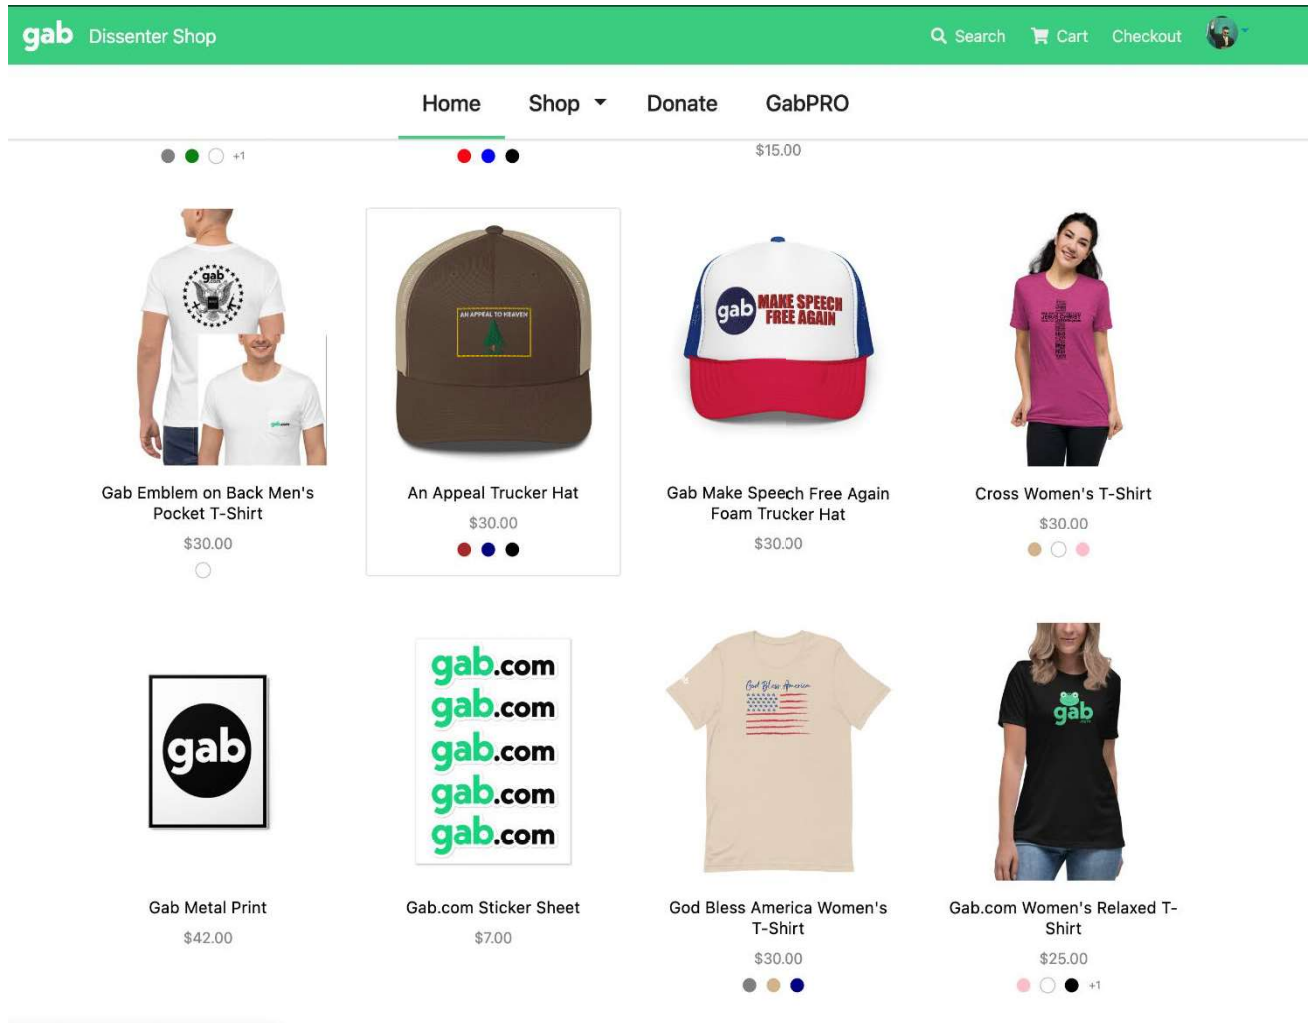 gab Dissenter Shop
Search Cart Checkout
Home Shop Donate GabPRO
+1
$15.00
gab
gab.com
AN APPEAL TO HEAVEN
gab MAKE SPEECH
FREE AGAIN
JESUS CHRIST
Gab Emblem on Back Men's
Pocket T-Shirt
$30.00
An Appeal Trucker Hat
$30.00
Gab Make Speech Free Again
Foam Trucker Hat
$30.00
Cross Women's T-Shirt
$30.00
gab
gab.com
gab.com
gab.com
gab.com
gab.com
God Bless America
gab
Gab Metal Print
$42.00
Gab.com Sticker Sheet
$7.00
God Bless America Women's
T-Shirt
$30.00
Gab.com Women's Relaxed T-
Shirt
$25.00
+1